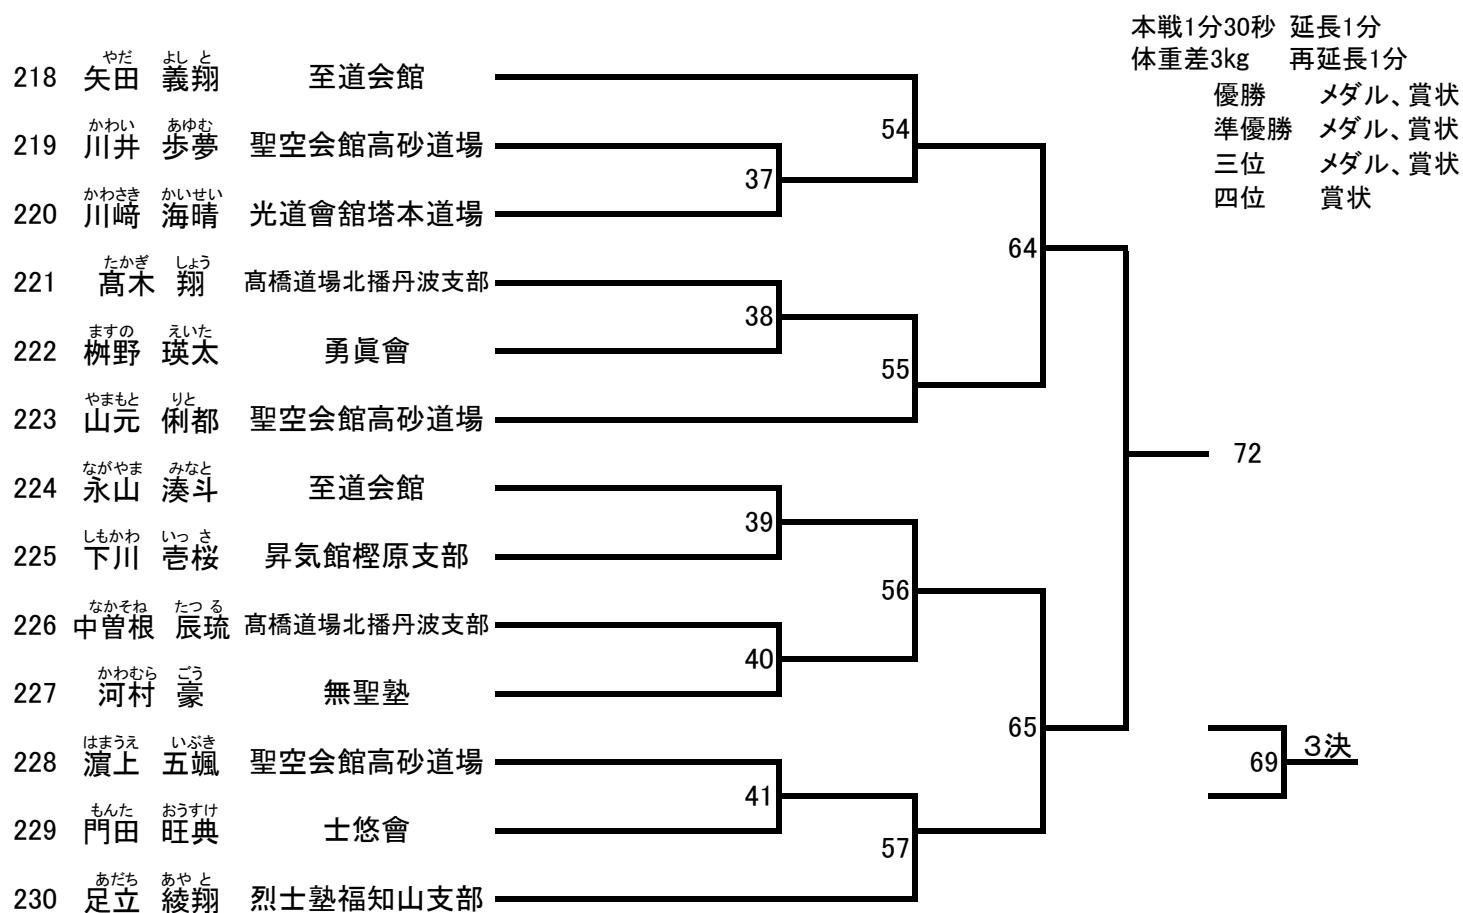 本戦1分30秒 延長1分
体重差3kg 再延長1分
優勝 メダル、賞状
準優勝 メダル、賞状
三位 メダル、賞状
四位 賞状
やだ よし と
218 矢田 義翔 至道会館
かわい あゆむ
219 川井 歩夢 聖空会館高砂道場
かわさき かいせい
220 川﨑 海晴 光道會舘塔本道場
たかぎ しょう
221 髙木 翔 髙橋道場北播丹波支部
ますの えいた
222 桝野 瑛太 勇眞會
やまもと りと
223 山元 俐都 聖空会館高砂道場
ながやま みなと
224 永山 湊斗 至道会館
しもかわ いっ さ
225 下川 壱桜 昇気館樫原支部
なかそね たつ る
226 中曽根 辰琉 髙橋道場北播丹波支部
かわむら ごう
227 河村 豪 無聖塾
はまうえ いぶき
228 濵上 五颯 聖空会館高砂道場
もんた おうすけ
229 門田 旺典 士悠會
あだち あや と
230 足立 綾翔 烈士塾福知山支部
37
38
39
40
41
54
55
56
57
64
65
72
69 3決